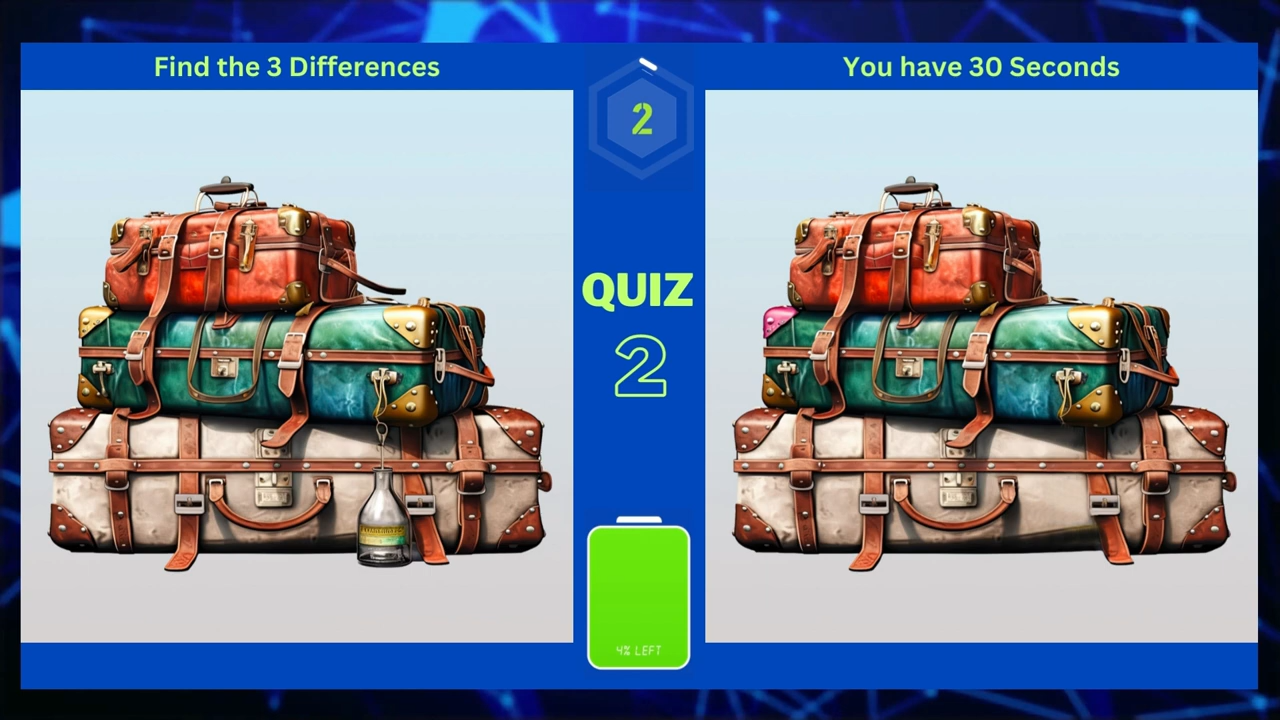 Find the 3 Differences
2
You have 30 Seconds
QUIZ
2
4% LEFT